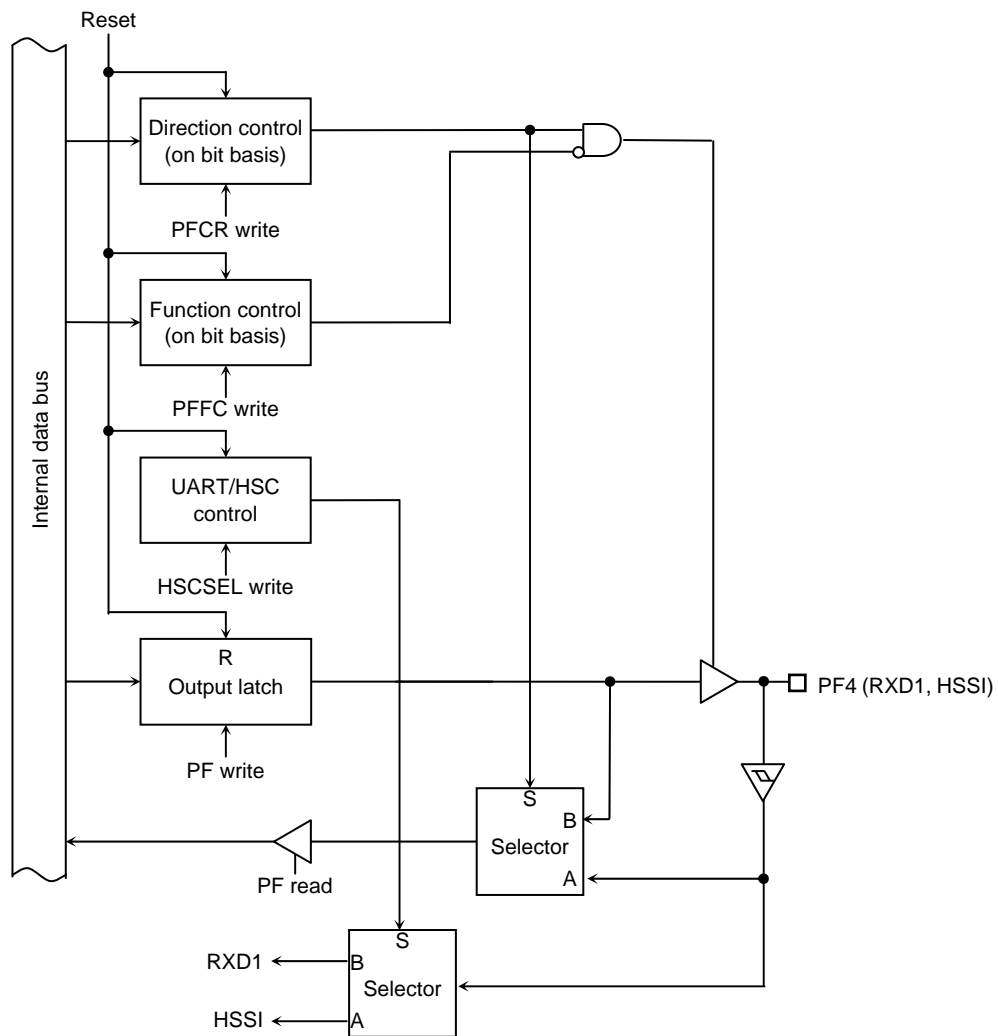 Reset
Internal data bus
Direction control
(on bit basis)
PFCR write
Function control
(on bit basis)
PFFC write
UART/HSC
control
HSCSEL write
R
Output latch
PF write
PF4 (RXD1, HSSI)
S
B
Selector
A
PF read
S
RXD1
B
Selector
HSSI
A